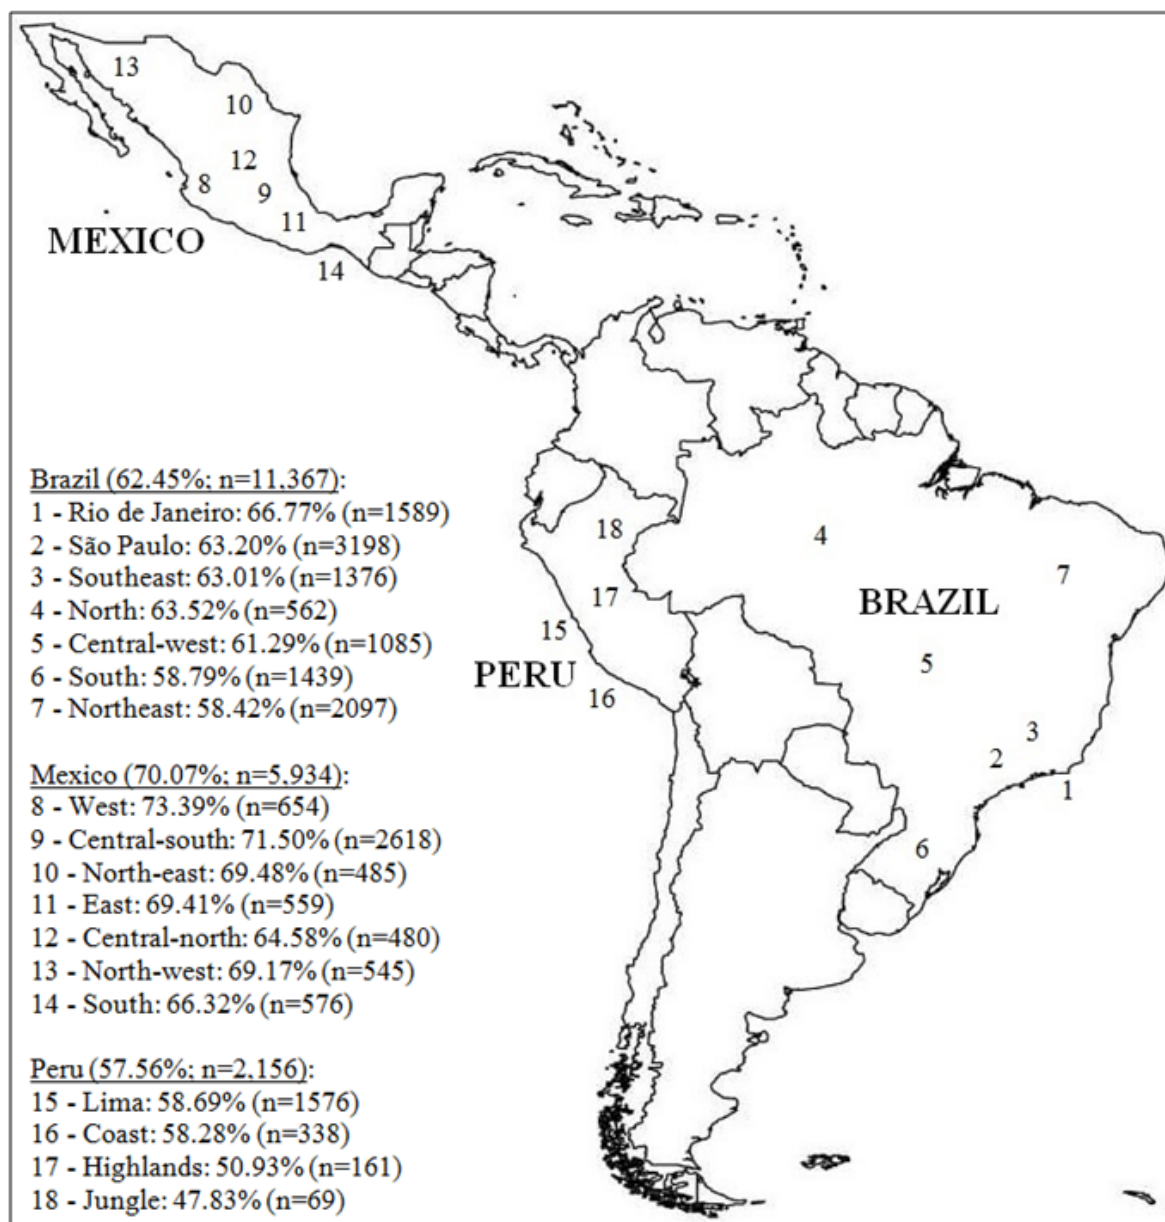 13
10
12
8
9
11
MEXICO
14
Brazil (62.45%; n=11,367):
1 - Rio de Janeiro: 66.77% (n=1589)
2 - São Paulo: 63.20% (n=3198)
3 - Southeast: 63.01% (n=1376)
4 - North: 63.52% (n=562)
5 - Central-west: 61.29% (n=1085)
6 - South: 58.79% (n=1439)
7 - Northeast: 58.42% (n=2097)
Mexico (70.07%; n=5,934):
8 - West: 73.39% (n=654)
9 - Central-south: 71.50% (n=2618)
10 - North-east: 69.48% (n=485)
11 - East: 69.41% (n=559)
12 - Central-north: 64.58% (n=480)
13 - North-west: 69.17% (n=545)
14 - South: 66.32% (n=576)
Peru (57.56%; n=2,156):
15 - Lima: 58.69% (n=1576)
16 - Coast: 58.28% (n=338)
17 - Highlands: 50.93% (n=161)
18 - Jungle: 47.83% (n=69)
18
4
7
17
BRAZIL
15
PERU
5
16
3
2
1
6